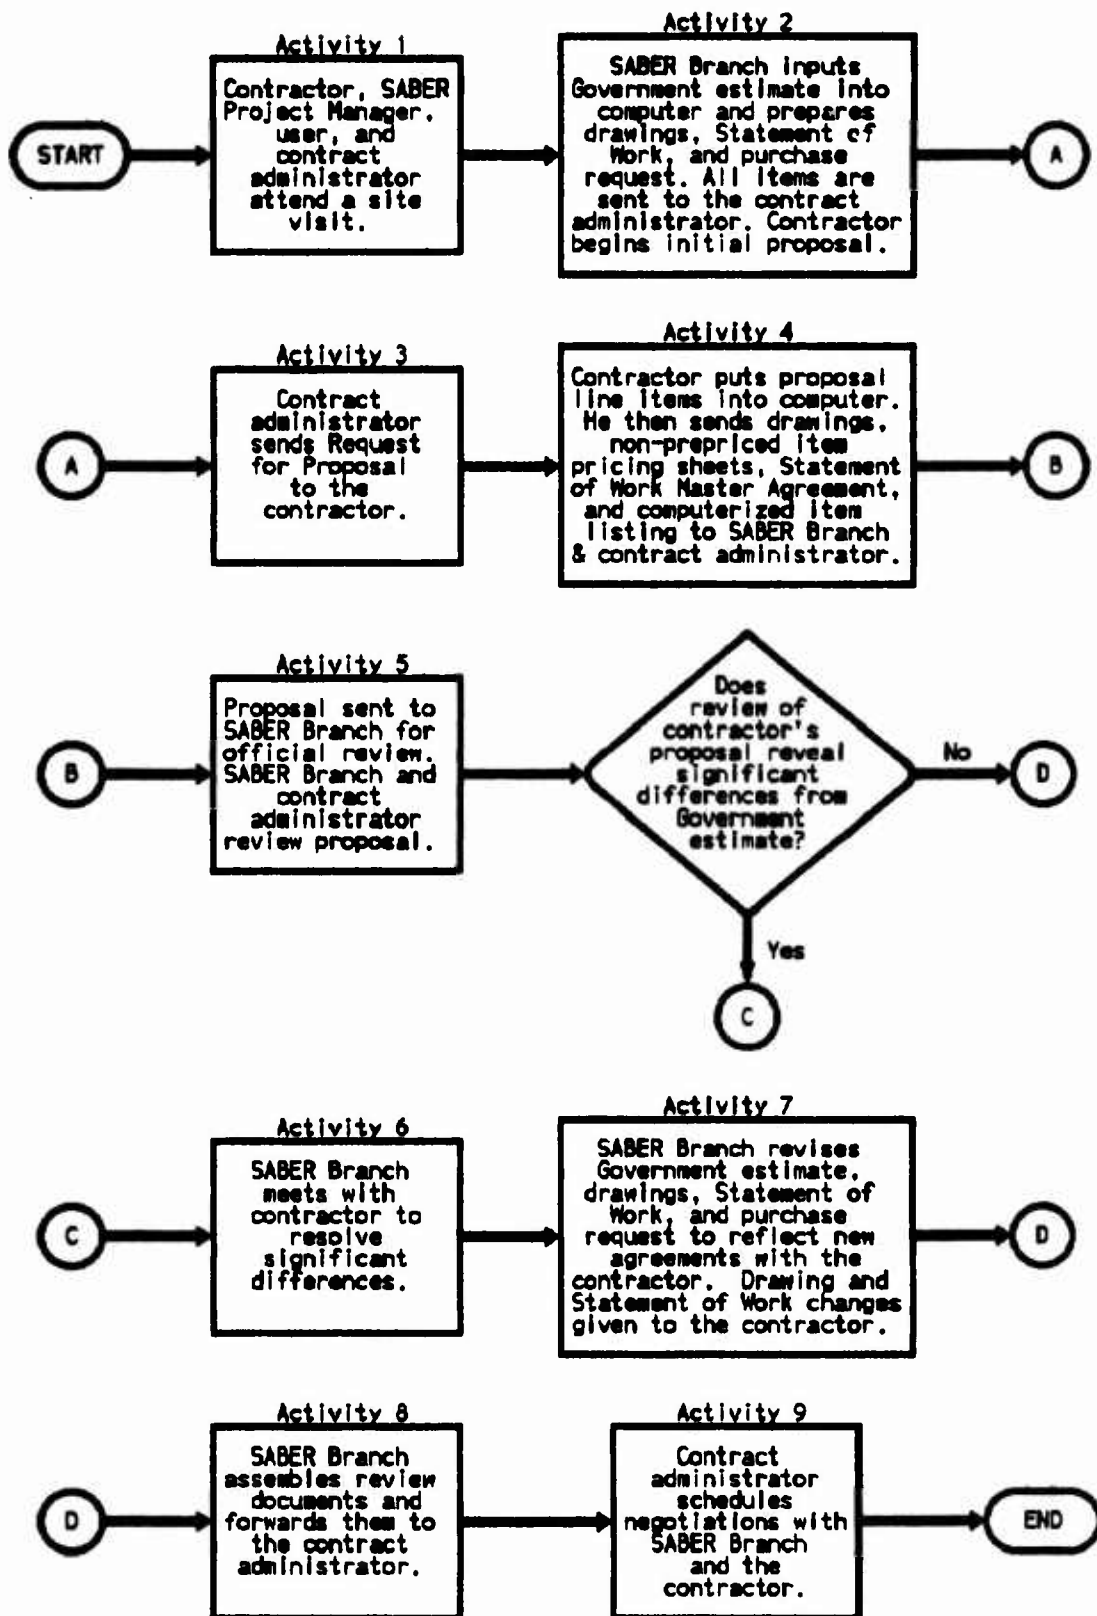 Activity 1
Contractor, SABER
Project Manager,
user, and
contract
administrator
attend a site
visit.
START
Activity 2
SABER Branch inputs
Government estimate into
computer and prepares
drawings, Statement of
Work, and purchase
request. All items are
sent to the contract
administrator. Contractor
begins initial proposal.
A
Activity 3
A
Contract
administrator
sends Request
for Proposal
to the
contractor.
Activity 4
Contractor puts proposal
line items into computer.
He then sends drawings,
non-prepriced item
pricing sheets, Statement
of Work Master Agreement,
and computerized item
listing to SABER Branch
& contract administrator.
B
Activity 5
B
Proposal sent to
SABER Branch for
official review.
SABER Branch and
contract
administrator
review proposal.
Does
review of
contractor's
proposal reveal
significant
differences from
Government
estimate?
No
D
Yes
C
Activity 6
C
SABER Branch
meets with
contractor to
resolve
significant
differences.
Activity 7
SABER Branch revises
Government estimate,
drawings, Statement of
Work, and purchase
request to reflect new
agreements with the
contractor. Drawing and
Statement of Work changes
given to the contractor.
D
Activity 8
D
SABER Branch
assembles review
documents and
forwards them to
the contract
administrator.
Activity 9
Contract
administrator
schedules
negotiations with
SABER Branch
and the
contractor.
END